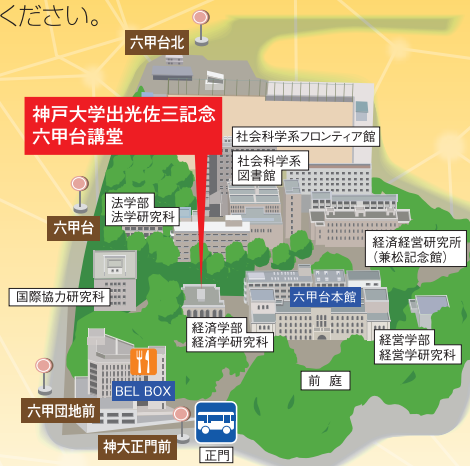 ください。
六甲台北
神戸大学出光佐三記念
六甲台講堂
社会科学系フロンティア館
社会科学系
図書館
法学部
法学研究科
六甲台
経済経営研究所
（兼松記念館）
国際協力研究科
六甲台本館
経済学部
経済学研究科
経営学部
経営学研究科
前 庭
BEL BOX
六甲団地前
神大正門前
正門